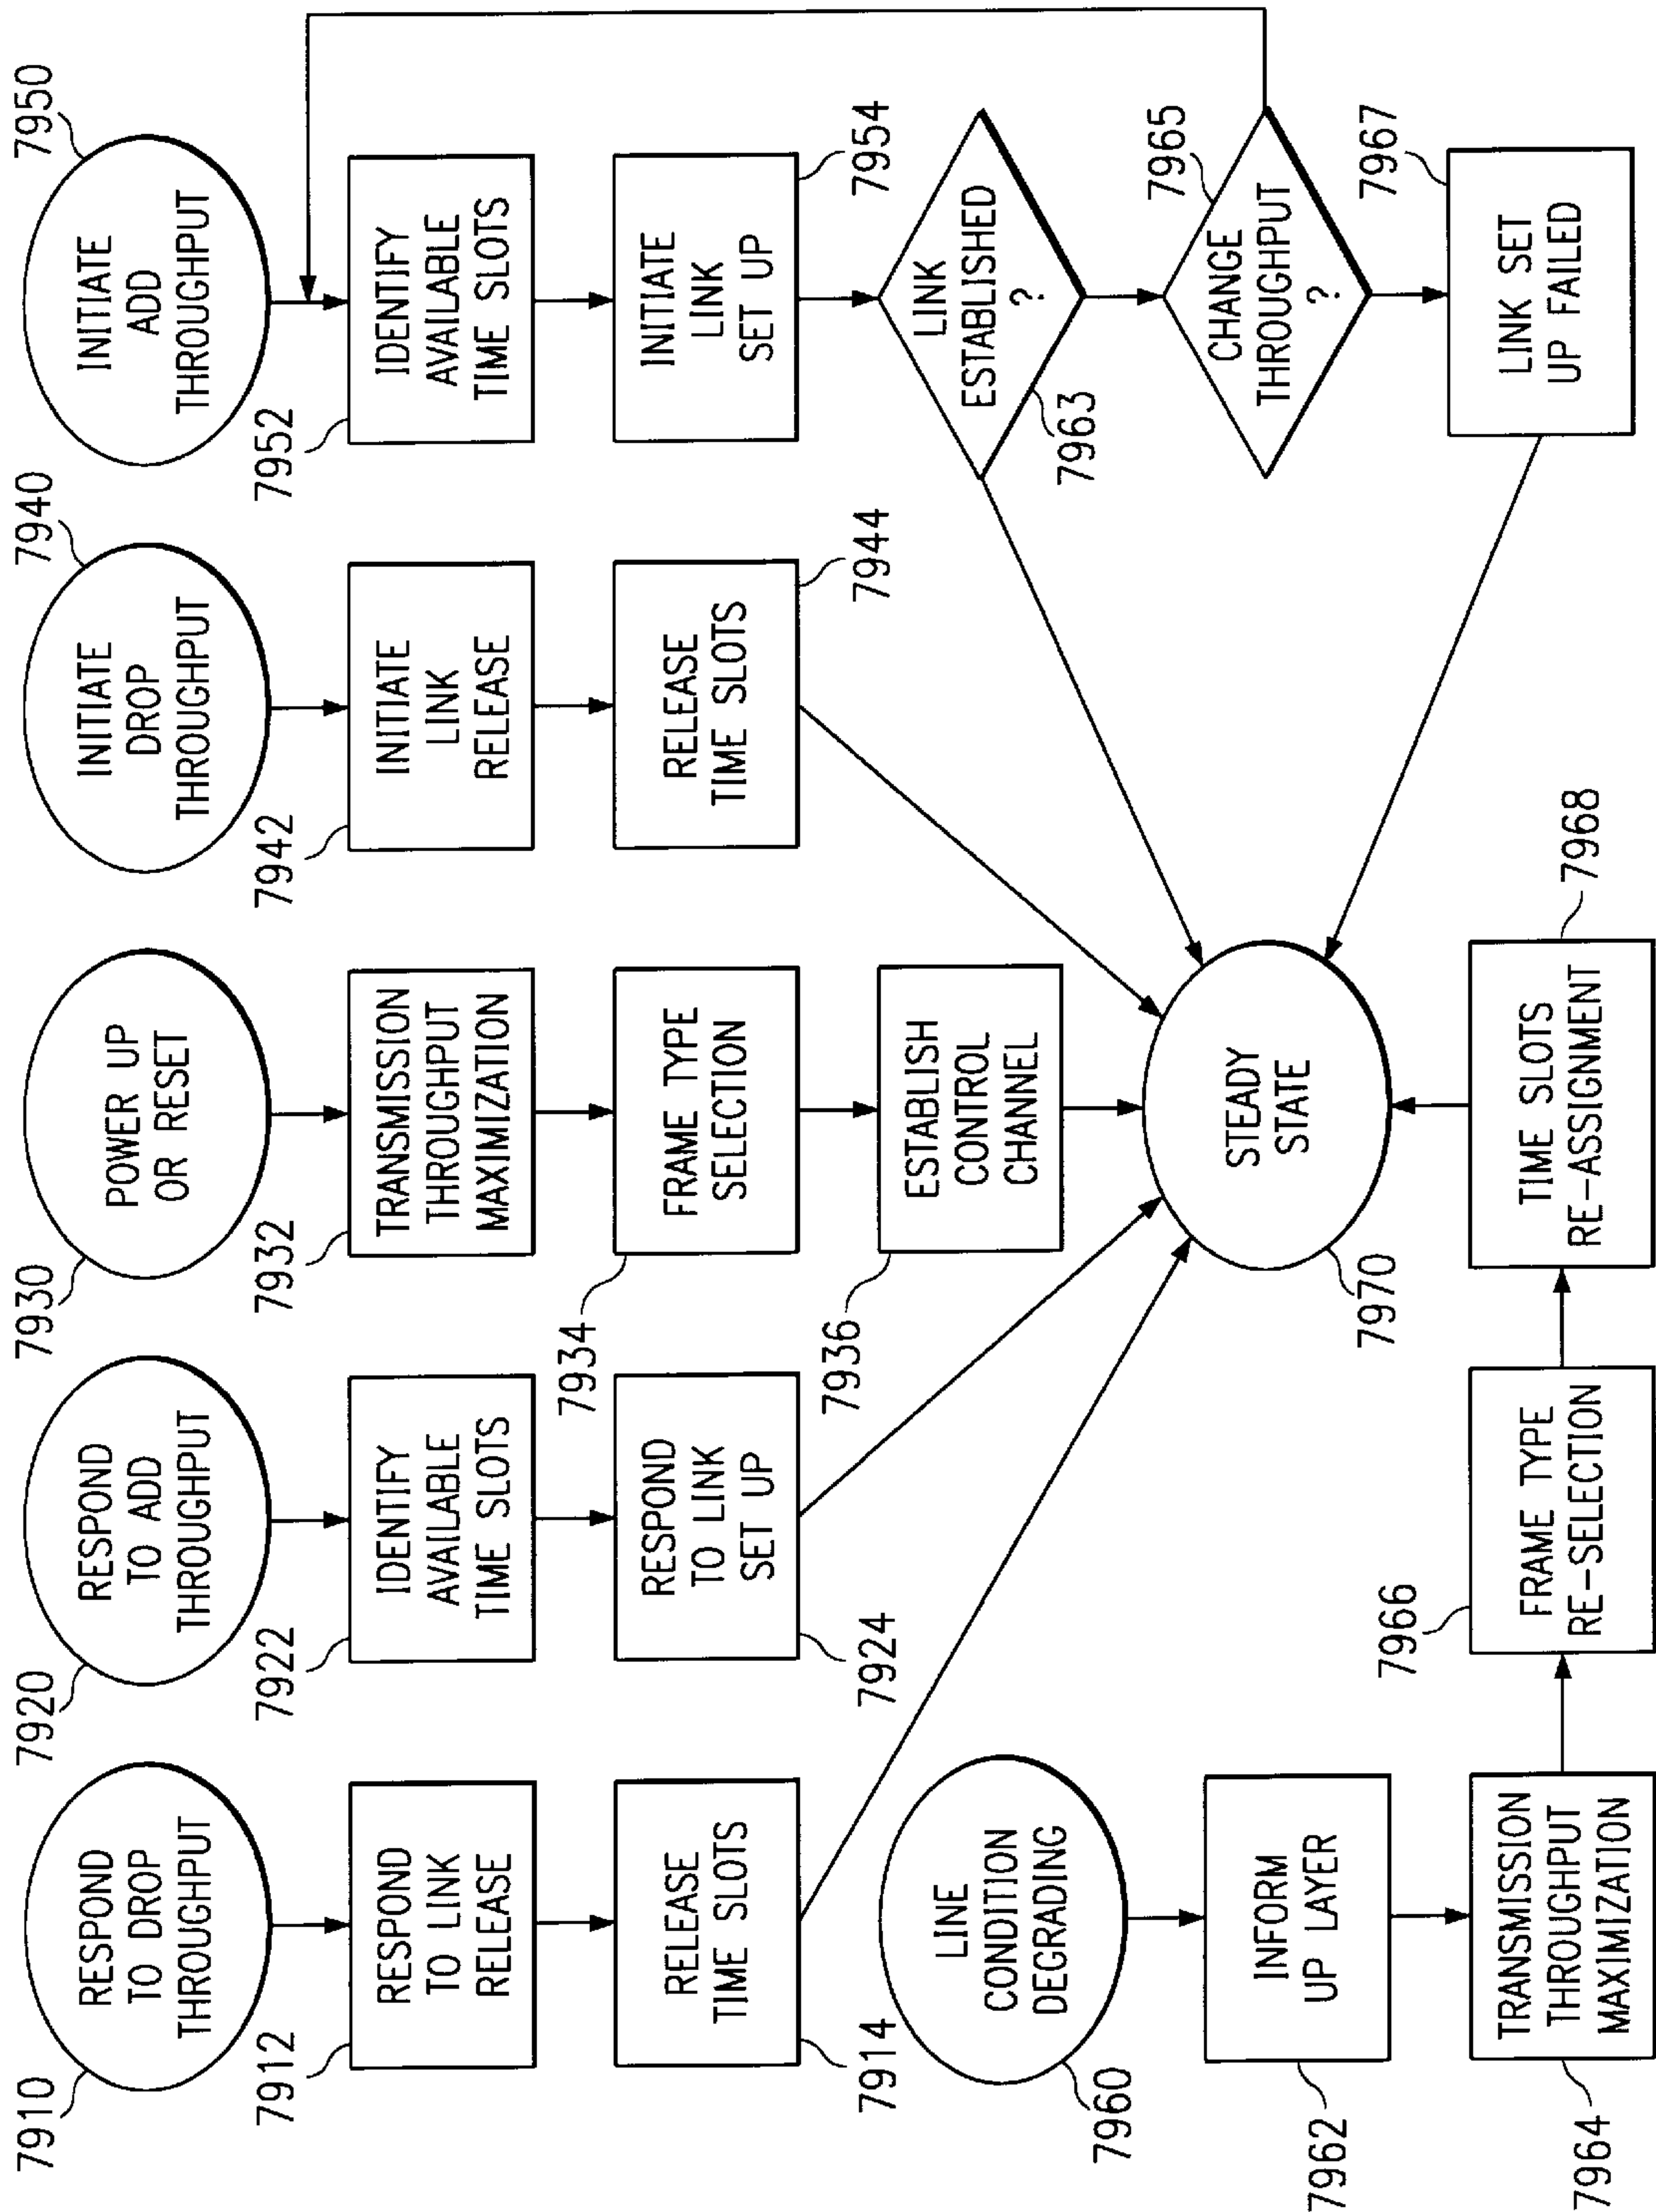 7910
RESPOND
TO DROP
THROUGHPUT
7912
RESPOND
TO LINK
RELEASE
RELEASE
TIME SLOTS
7914
7920
RESPOND
TO ADD
THROUGHPUT
7922
IDENTIFY
AVAILABLE
TIME SLOTS
RESPOND
TO LINK
SET UP
7924
7930
POWER UP
OR RESET
7932
TRANSMISSION
THROUGHPUT
MAXIMIZATION
7934
FRAME TYPE
SELECTION
7936
ESTABLISH
CONTROL
CHANNEL
7940
INITIATE
DROP
THROUGHPUT
7942
INITIATE
LINK
RELEASE
RELEASE
TIME SLOTS
7944
7950
INITIATE
ADD
THROUGHPUT
7952
IDENTIFY
AVAILABLE
TIME SLOTS
INITIATE
LINK
SET UP
7954
LINK
ESTABLISHED
?
7963
7965
CHANGE
THROUGHPUT
?
7967
LINK SET
UP FAILED
LINE
CONDITION
DEGRADING
7960
INFORM
UP LAYER
7962
TRANSMISSION
THROUGHPUT
MAXIMIZATION
7964
7966
FRAME TYPE
RE-SELECTION
TIME SLOTS
RE-ASSIGNMENT
7968
STEADY
STATE
7970